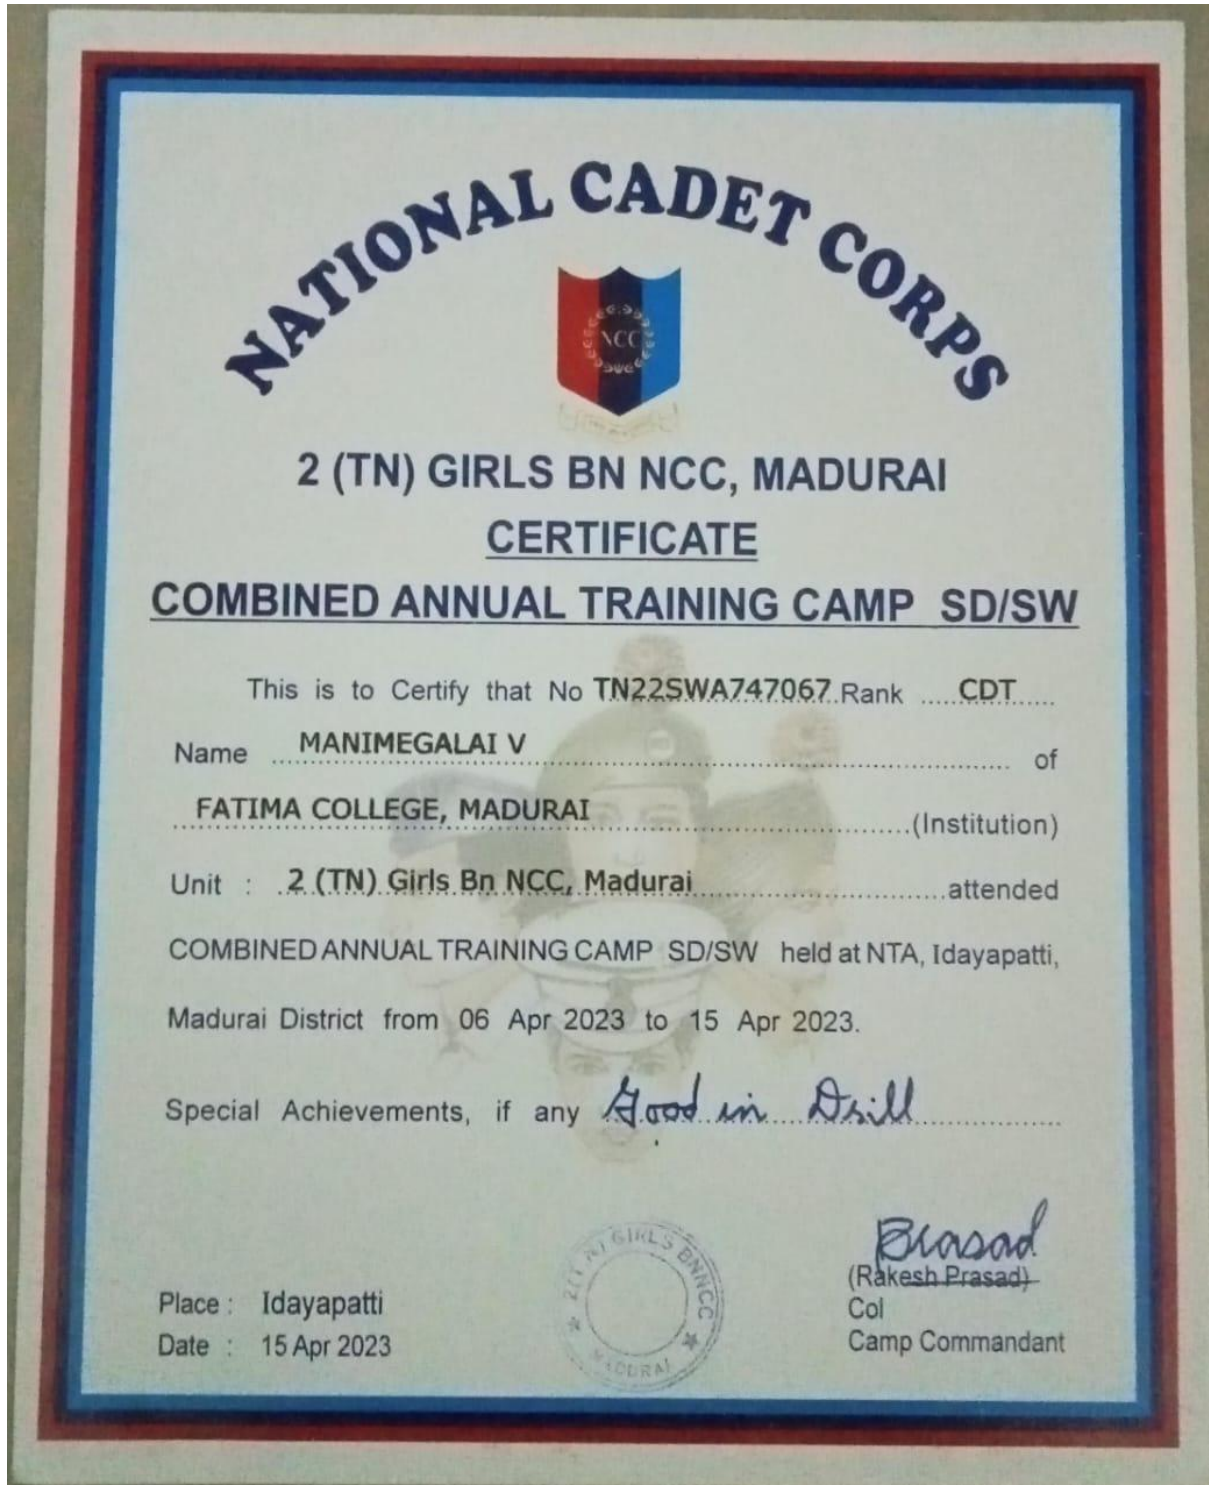 NATIONAL CADET CORPS
NCC
2 (TN) GIRLS BN NCC, MADURAI
CERTIFICATE
COMBINED ANNUAL TRAINING CAMP SD/SW
This is to Certify that No TN22SWA747067 Rank ..... CDT .....
Name ..... MANIMEGALAI V ..... of
FATIMA COLLEGE, MADURAI ..... (Institution)
Unit : ..... 2 (TN) Girls Bn NCC, Madurai ..... attended
COMBINED ANNUAL TRAINING CAMP SD/SW held at NTA, Idayapatti,
Madurai District from 06 Apr 2023 to 15 Apr 2023.
Special Achievements, if any Good in Drill .....
Prasad
(Rakesh Prasad)
Col
Camp Commandant
Place : Idayapatti
Date : 15 Apr 2023
GIRLS BN NCC
MADURAI